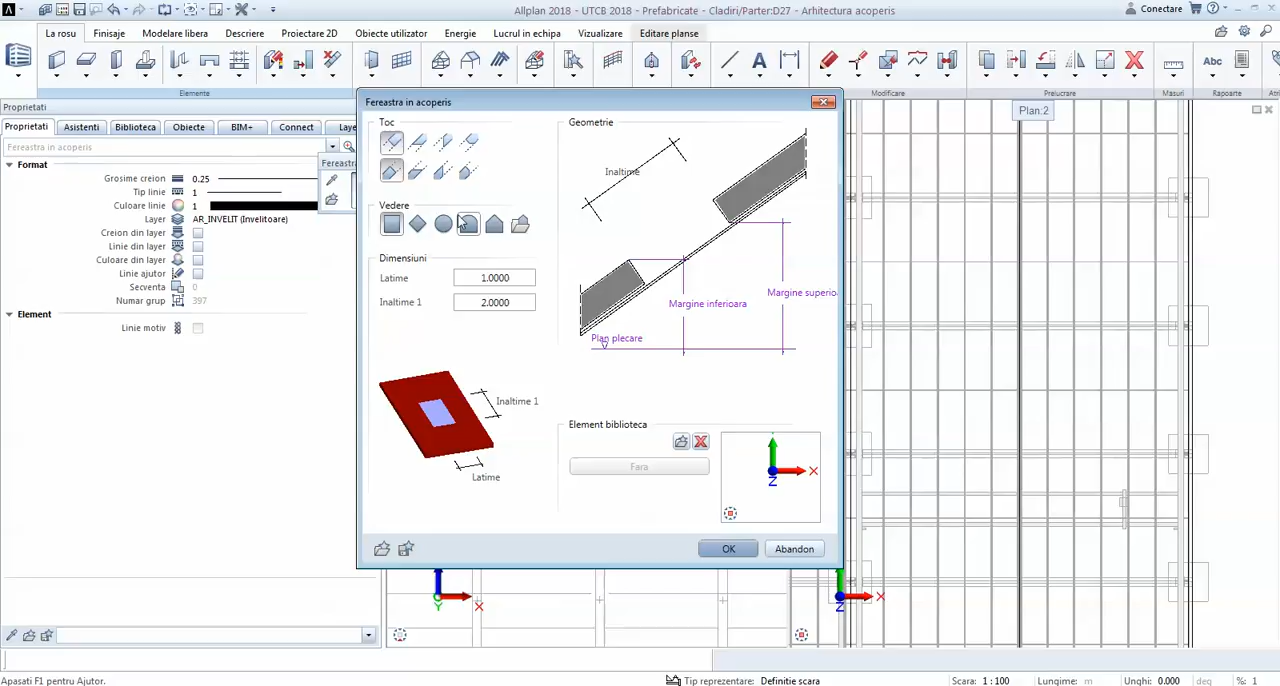 Allplan 2018 - UTCB 2018 - Prefabricate - Cladiri/Parter:D27 - Arhitectura acoperis
Conectare
La rosu Finisaje Modelare libera Descriere Proiectare 2D Obiecte utilizator Energie Lucrul in echipa Vizualizare Editare planse
Elemente Modificare Prelucrare Masuri Rapoarte Atri
Abc
Proprietati
Proprietati Asistenti Biblioteca Obiecte BIM+ Connect Laye
Fereastra in acoperis
Fereastra
Format
Grosime creion 0.25
Tip linie 1
Culoare linie 1
Layer AR_INVELIT (Invelitoare)
Creion din layer
Linie din layer
Culoare din layer
Linie ajutor
Secventa 0
Numar grup 397
Element
Linie motiv
Fereastra in acoperis
Toc
Vedere
Dimensiuni
Latime 1.0000
Inaltime 1 2.0000
Inaltime 1
Latime
Geometrie
Inaltime
Margine superio
Margine inferioara
Plan plecare
Element biblioteca
Fara
X
Z
OK Abandon
Plan:2
Y X
Z X
Apasati F1 pentru Ajutor.
Tip reprezentare: Definitie scara Scara: 1 : 100 Lungime: m Unghi: 0.000 deg %: 1